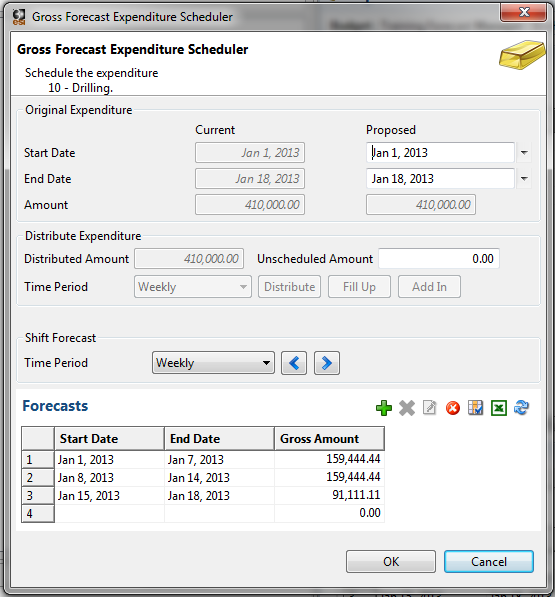 Gross Forecast Expenditure Scheduler
Gross Forecast Expenditure Scheduler
Schedule the expenditure
10 - Drilling.
Original Expenditure
Current Proposed
Start Date Jan 1, 2013 Jan 1, 2013
End Date Jan 18, 2013 Jan 18, 2013
Amount 410,000.00 410,000.00
Distribute Expenditure
Distributed Amount 410,000.00 Unscheduled Amount 0.00
Time Period Weekly Distribute Fill Up Add In
Shift Forecast
Time Period Weekly
Forecasts
Start Date End Date Gross Amount
1 Jan 1, 2013 Jan 7, 2013 159,444.44
2 Jan 8, 2013 Jan 14, 2013 159,444.44
3 Jan 15, 2013 Jan 18, 2013 91,111.11
4 0.00
OK Cancel